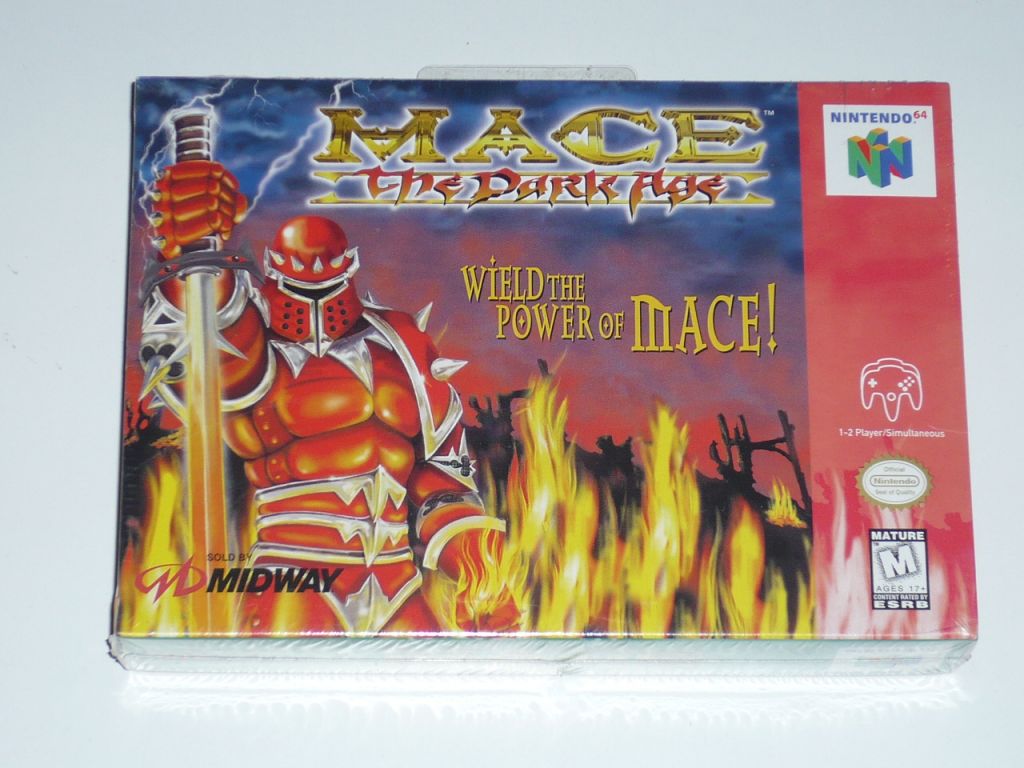 MACE™
The Dark Age
WIELD THE
POWER OF MACE!
SOLD BY
MIDWAY
NINTENDO 64
1-2 Player/Simultaneous
Official
Nintendo
Seal of Quality
MATURE
M
AGES 17+
CONTENT RATED BY
ESRB